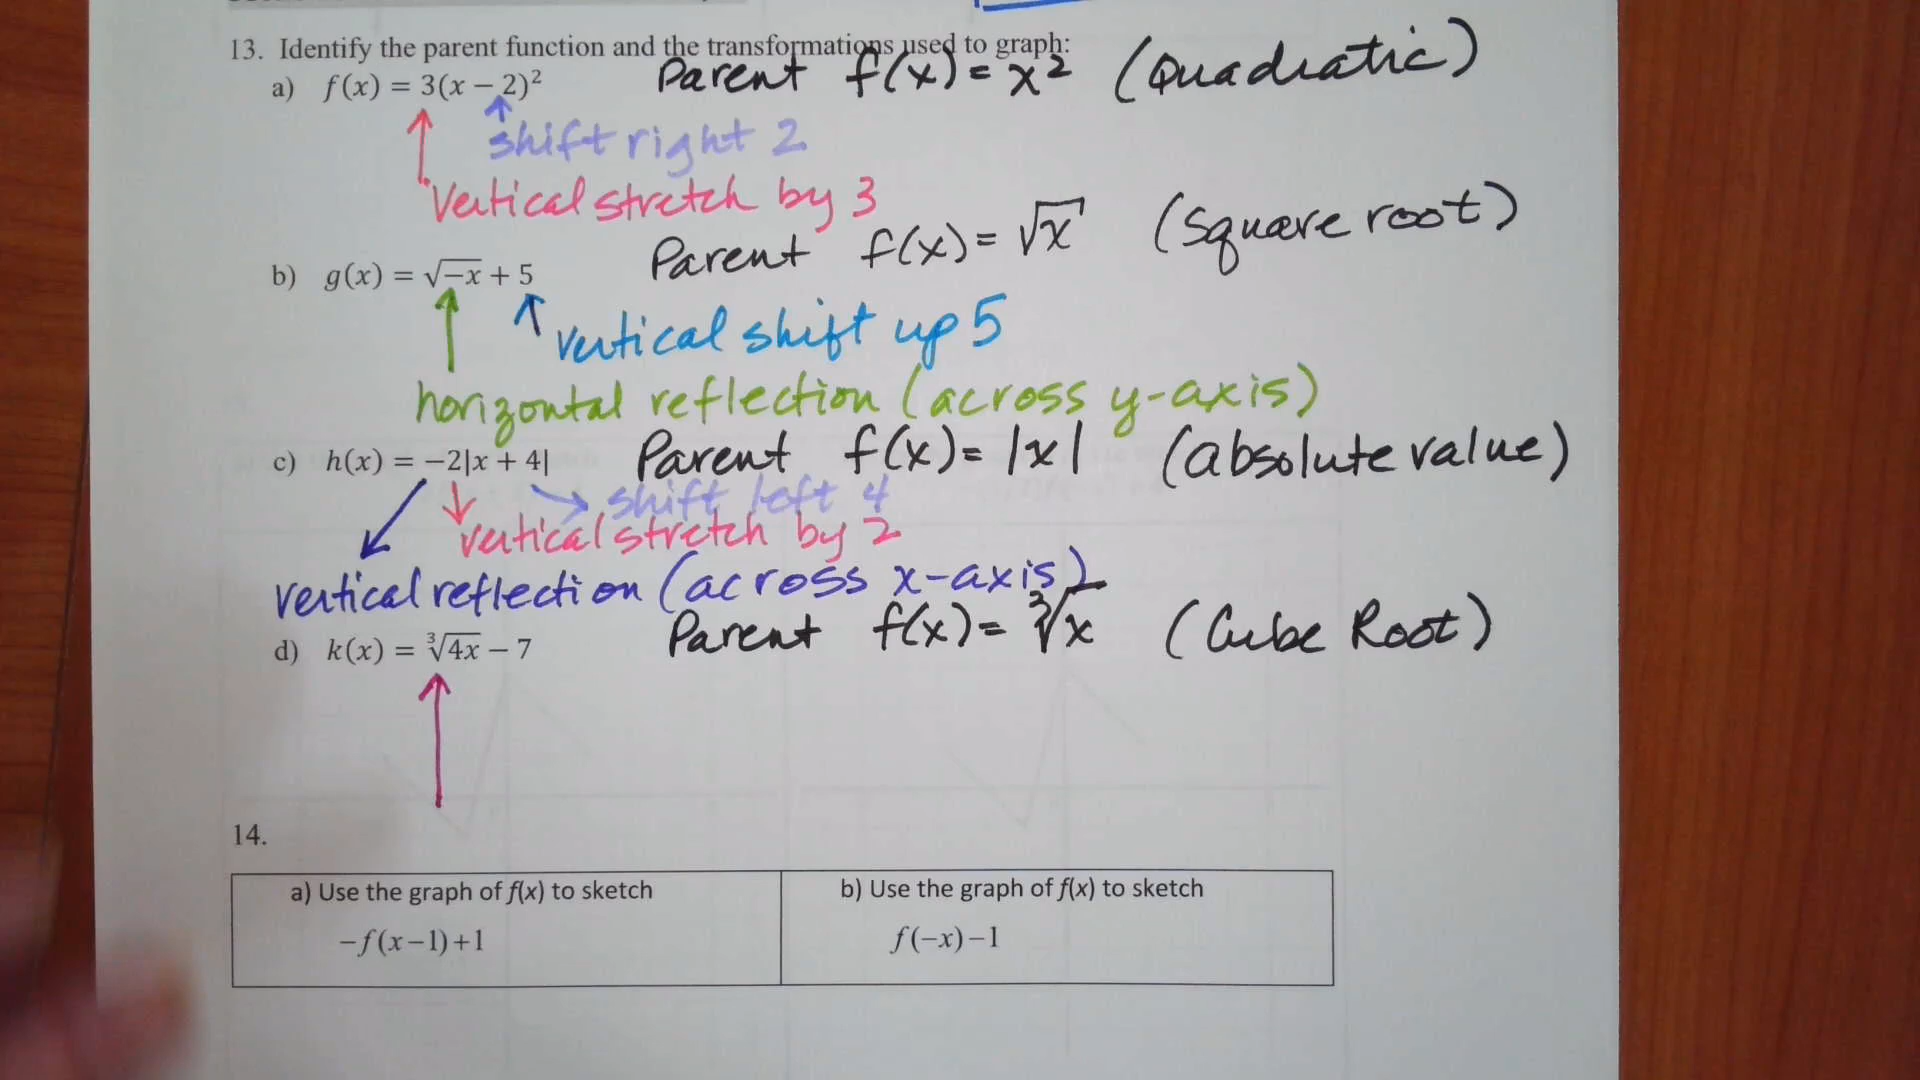 13. Identify the parent function and the transformations used to graph:
a) f(x) = 3(x − 2)² Parent f(x) = x² (Quadratic)
shift right 2
Vertical stretch by 3
b) g(x) = √−x + 5 Parent f(x) = √x (Square root)
vertical shift up 5
horizontal reflection (across y-axis)
c) h(x) = −2|x + 4| Parent f(x) = |x| (absolute value)
shift left 4
vertical stretch by 2
vertical reflection (across x-axis)
d) k(x) = ∛4x − 7 Parent f(x) = ∛x (Cube Root)
14.
a) Use the graph of f(x) to sketch
−f(x−1)+1
b) Use the graph of f(x) to sketch
f(−x)−1